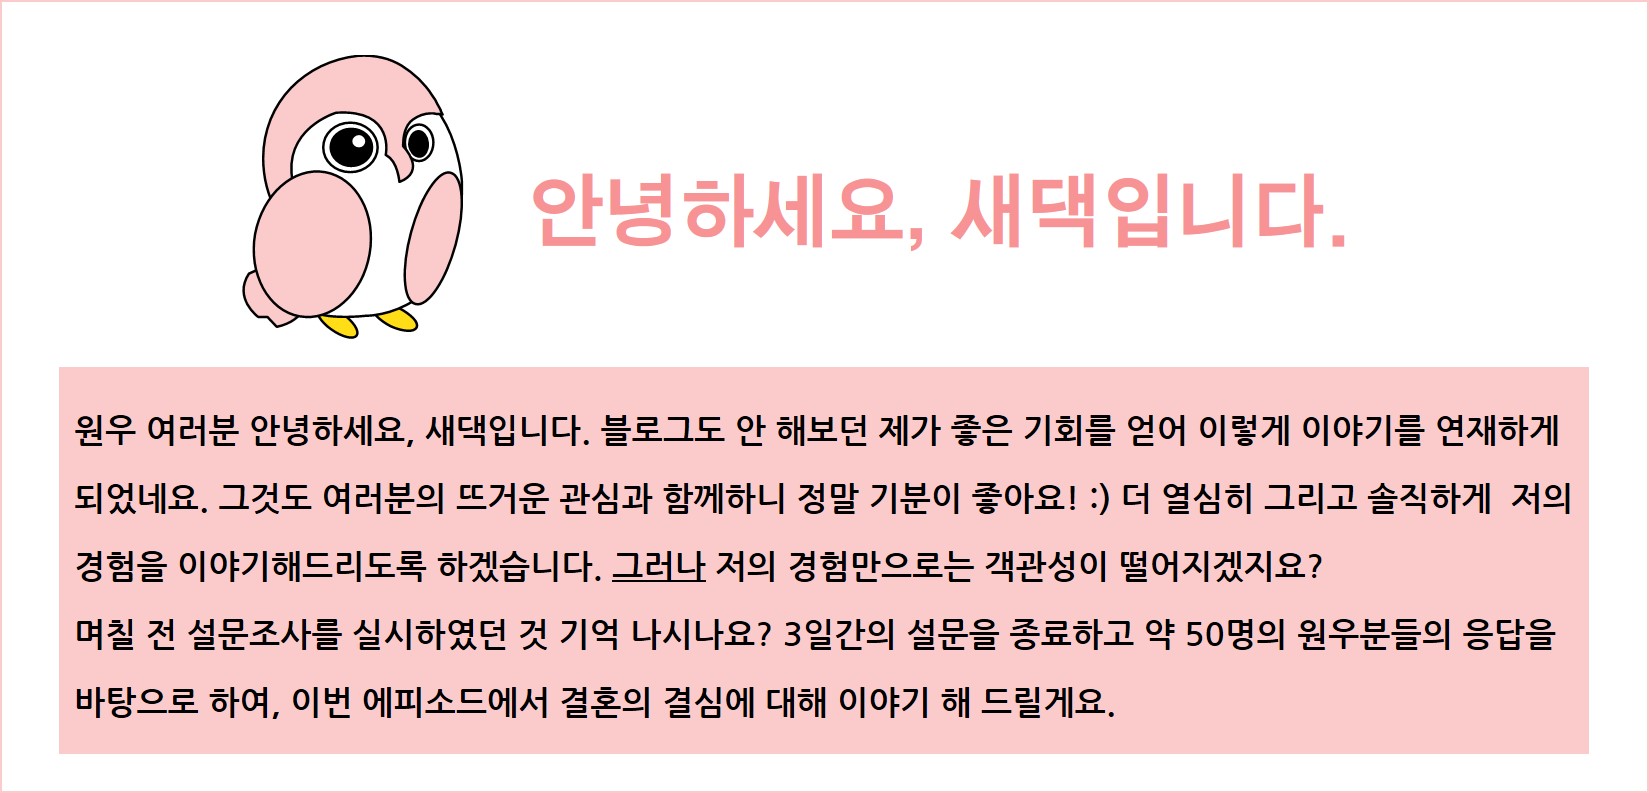 안녕하세요, 새댁입니다.
원우 여러분 안녕하세요, 새댁입니다. 블로그도 안 해보던 제가 좋은 기회를 얻어 이렇게 이야기를 연재하게
되었네요. 그것도 여러분의 뜨거운 관심과 함께하니 정말 기분이 좋아요! :) 더 열심히 그리고 솔직하게  저의
경험을 이야기해드리도록 하겠습니다. 그러나 저의 경험만으로는 객관성이 떨어지겠지요?
며칠 전 설문조사를 실시하였던 것 기억 나시나요? 3일간의 설문을 종료하고 약 50명의 원우분들의 응답을
바탕으로 하여, 이번 에피소드에서 결혼의 결심에 대해 이야기 해 드릴게요.